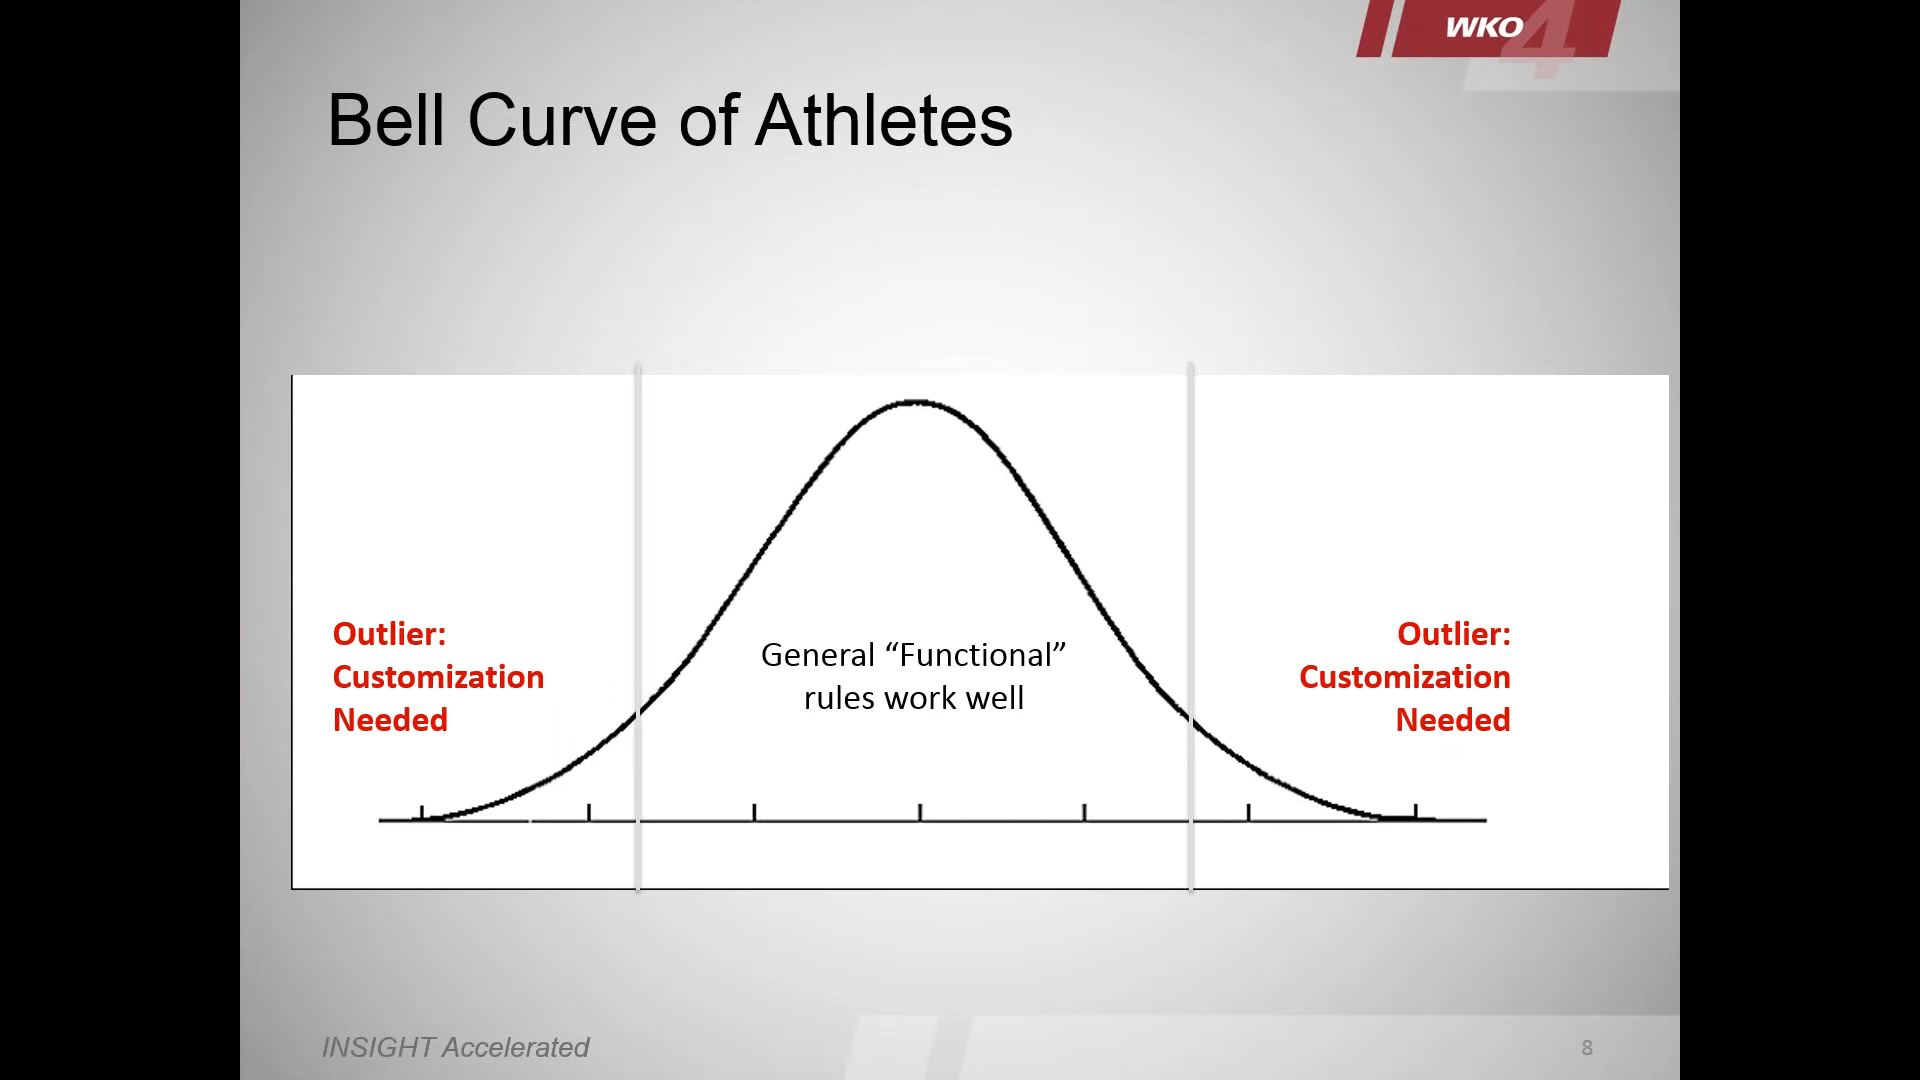 WKO
4
Bell Curve of Athletes
Outlier:
Customization
Needed
General “Functional”
rules work well
Outlier:
Customization
Needed
INSIGHT Accelerated
8